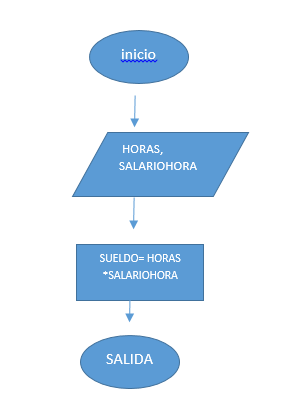 inicio
HORAS,
SALARIOHORA
SUELDO= HORAS
*SALARIOHORA
SALIDA